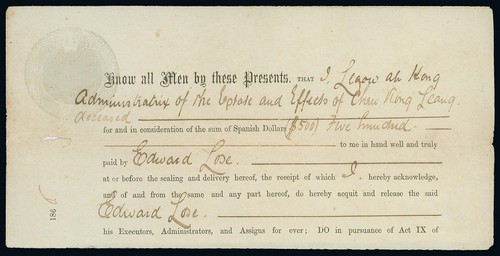 Know all Men by these Presents, THAT I, Legow ah Kong
Administratrix of the Estate and Effects of Chew Kong Leang
deceased
for and in consideration of the sum of Spanish Dollars ($500) Five hundred
to me in hand well and truly
paid by Edward Lose.
at or before the sealing and delivery hereof, the receipt of which I. hereby acknowledge,
and of and from the same and any part hereof, do hereby acquit and release the said
Edward Lose.
his Executors, Administrators, and Assigns for ever; DO in pursuance of Act IX of
186